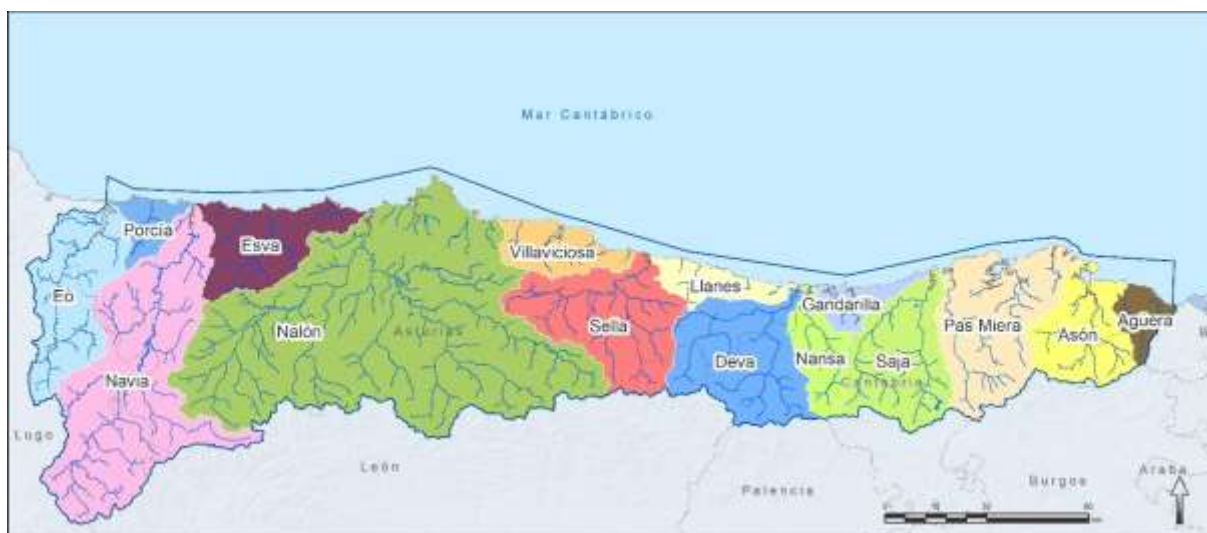 Mar Cantábrico
Porcía
Esva
Villaviciosa
Eo
Llanes
Gandarilla
Nalón
Asturias
Sella
Pas Miera
Asón
Agüera
Navia
Deva
Nansa
Saja
Cantabria
Lugo
León
Palencia
Burgos
Araba